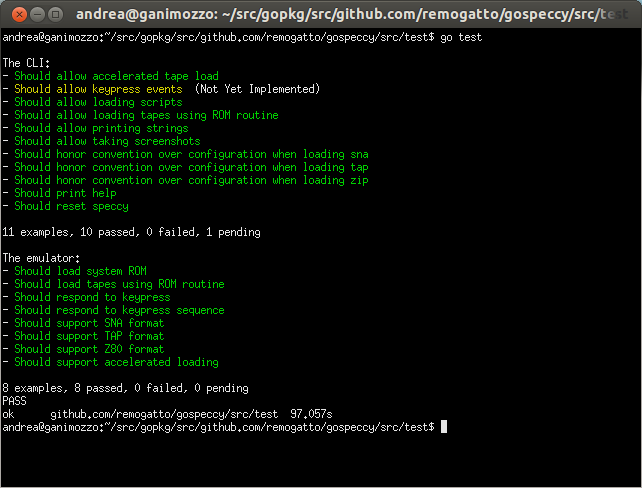 andrea@ganimozzo: ~/src/gopkg/src/github.com/remogatto/gospeccy/src/test
andrea@ganimozzo:~/src/gopkg/src/github.com/remogatto/gospeccy/src/test$ go test
The CLI:
- Should allow accelerated tape load
- Should allow keypress events  (Not Yet Implemented)
- Should allow loading scripts
- Should allow loading tapes using ROM routine
- Should allow printing strings
- Should allow taking screenshots
- Should honor convention over configuration when loading sna
- Should honor convention over configuration when loading tap
- Should honor convention over configuration when loading zip
- Should print help
- Should reset speccy
11 examples, 10 passed, 0 failed, 1 pending
The emulator:
- Should load system ROM
- Should load tapes using ROM routine
- Should respond to keypress
- Should respond to keypress sequence
- Should support SNA format
- Should support TAP format
- Should support Z80 format
- Should support accelerated loading
8 examples, 8 passed, 0 failed, 0 pending
PASS
ok      github.com/remogatto/gospeccy/src/test  97.057s
andrea@ganimozzo:~/src/gopkg/src/github.com/remogatto/gospeccy/src/test$